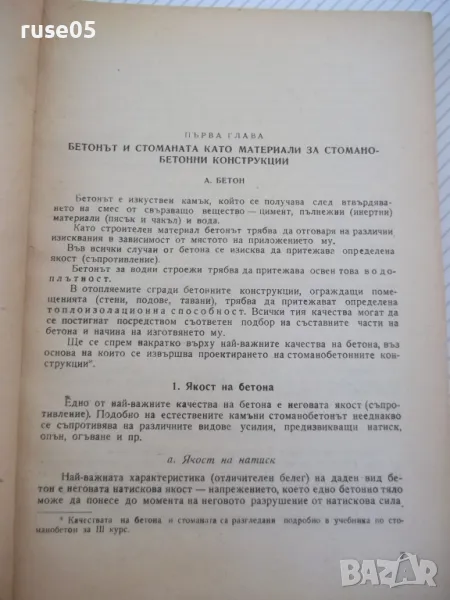 ruse05
ПЪРВА ГЛАВА
БЕТОНЪТ И СТОМАНАТА КАТО МАТЕРИАЛИ ЗА СТОМАНО-
БЕТОННИ КОНСТРУКЦИИ
А. БЕТОН
Бетонът е изкуствен камък, който се получава след втвърдява-
ването на смес от свързващо вещество — цимент, пълнежни (инертни)
материали (пясък и чакъл) и вода.
Като строителен материал бетонът трябва да отговаря на различни
изисквания в зависимост от мястото на приложението му.
Във всички случаи от бетона се изисква да притежаве определена
якост (съпротивление).
Бетонът за водни строежи трябва да притежава освен това водо-
плътност.
В отопляемите сгради бетонните конструкции, ограждащи поме-
щенията (стени, подове, тавани), трябва да притежават определена
топлоизолационна способност. Всички тия качества могат да
се постигнат посредством съответен подбор на съставните части на
бетона и начина на изготвянето му.
Ще се спрем накратко върху най-важните качества на бетона, въз
основа на които се извършва проектирането на стоманобетонните кон-
струкции*.
1. Якост на бетона
Едно от най-важните качества на бетона е неговата якост (съпро-
тивление). Подобно на естествените камъни стоманобетонът нееднакво
се съпротивява на различните видове усилия, предизвикващи натиск,
опън, огъване и пр.
а. Якост на натиск
Най-важната характеристика (отличителен белег) на даден вид бе-
тон е неговата натискова якост — напрежението, което едно бетонно тяло
може да понесе до момента на неговото разрушение от натискова сила
* Качествата на бетона и стоманата са разгледани подробно в учебника по сто-
манобетон за III курс.
bazar.bg